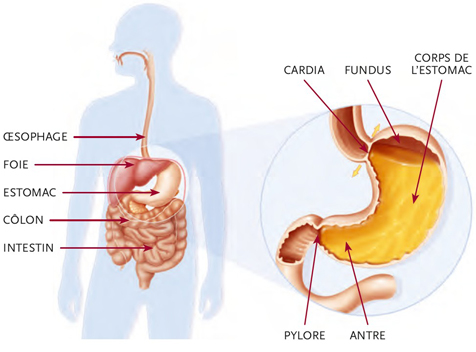 ŒSOPHAGE
FOIE
ESTOMAC
CÔLON
INTESTIN
CARDIA
FUNDUS
CORPS DE
L'ESTOMAC
PYLORE
ANTRE